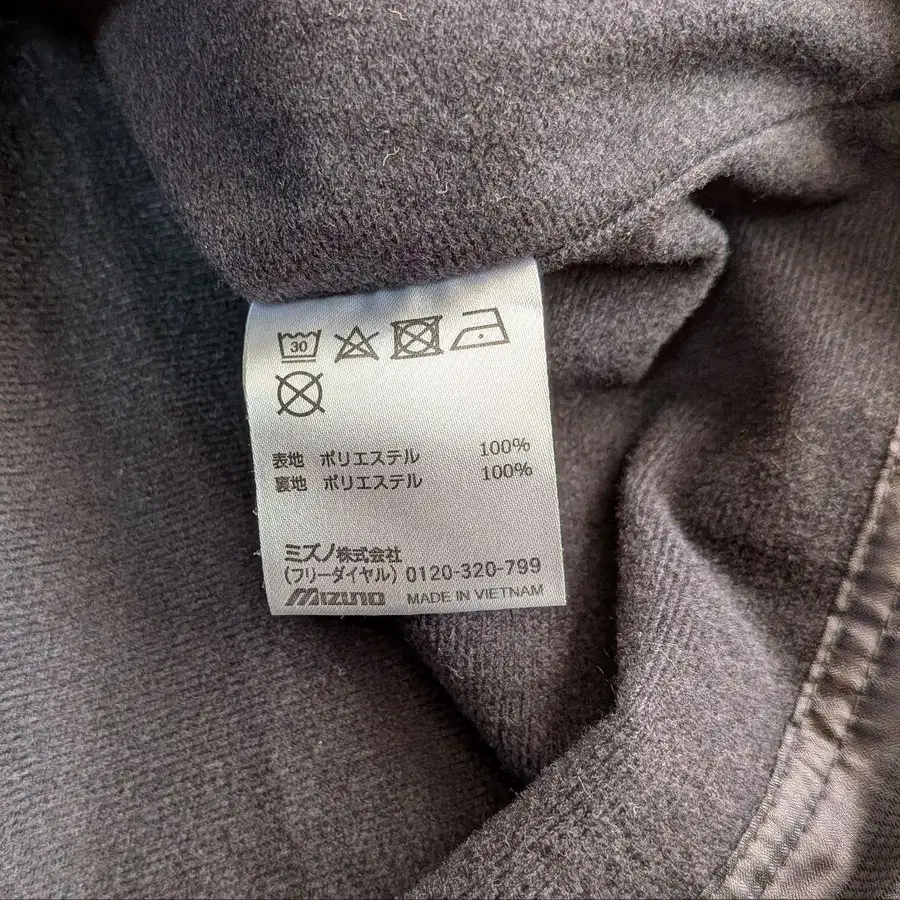 30
表地 ポリエステル 100%
裏地 ポリエステル 100%
ミズノ株式会社
(フリーダイヤル) 0120-320-799
MIZUNO MADE IN VIETNAM